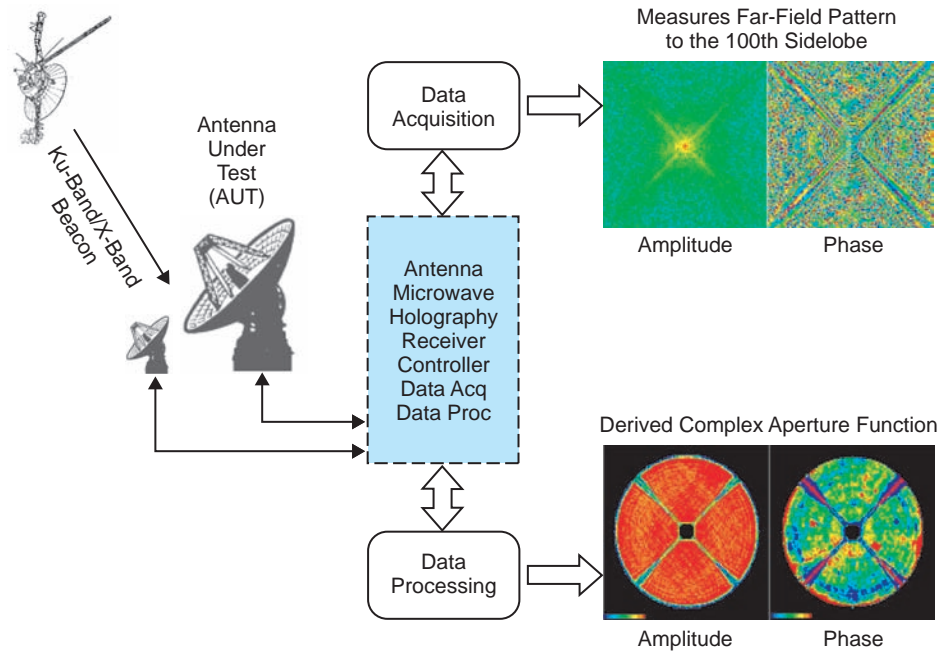 Measures Far-Field Pattern
to the 100th Sidelobe
Data
Acquisition
Antenna
Under
Test
(AUT)
Ku-Band/X-Band
Beacon
Amplitude
Phase
Antenna
Microwave
Holography
Receiver
Controller
Data Acq
Data Proc
Derived Complex Aperture Function
Data
Processing
Amplitude
Phase